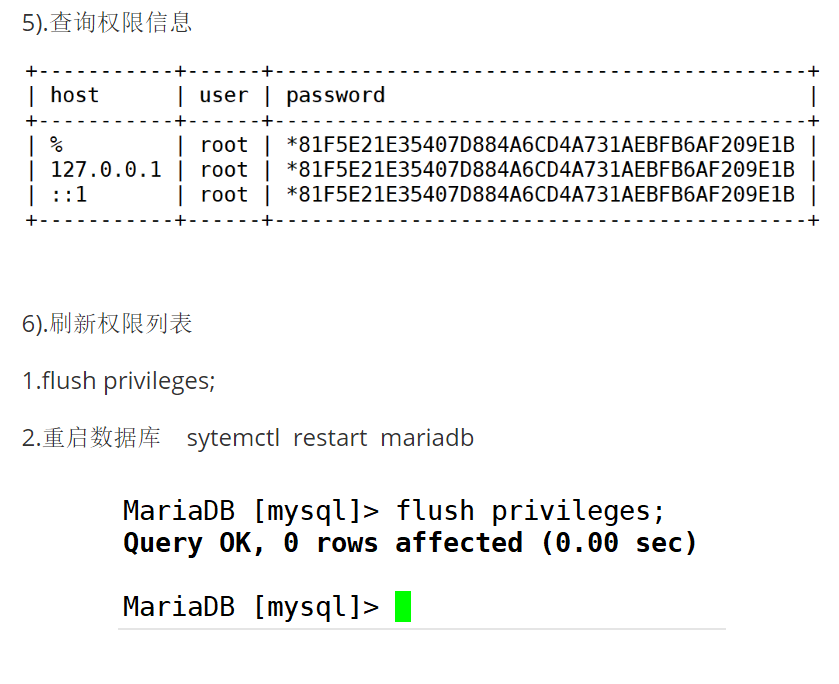 5).查询权限信息
+-----------+------+-------------------------------------------+
| host      | user | password                                  |
+-----------+------+-------------------------------------------+
| %         | root | *81F5E21E35407D884A6CD4A731AEBFB6AF209E1B |
| 127.0.0.1 | root | *81F5E21E35407D884A6CD4A731AEBFB6AF209E1B |
| ::1       | root | *81F5E21E35407D884A6CD4A731AEBFB6AF209E1B |
+-----------+------+-------------------------------------------+
6).刷新权限列表
1.flush privileges;
2.重启数据库 sytemctl restart mariadb
MariaDB [mysql]> flush privileges;
Query OK, 0 rows affected (0.00 sec)
MariaDB [mysql]>